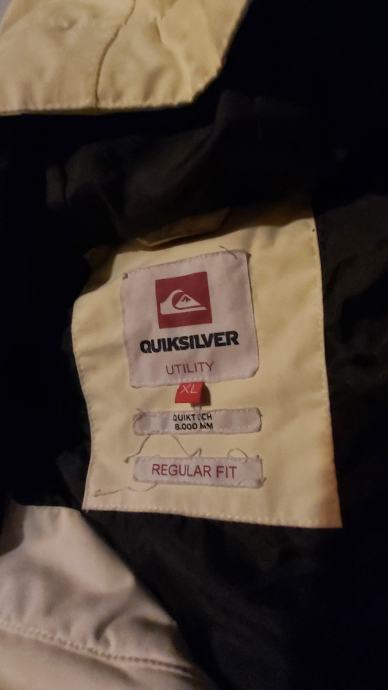 QUIKSILVER
UTILITY
XL
QUIKTECH
8.000 MM
REGULAR FIT